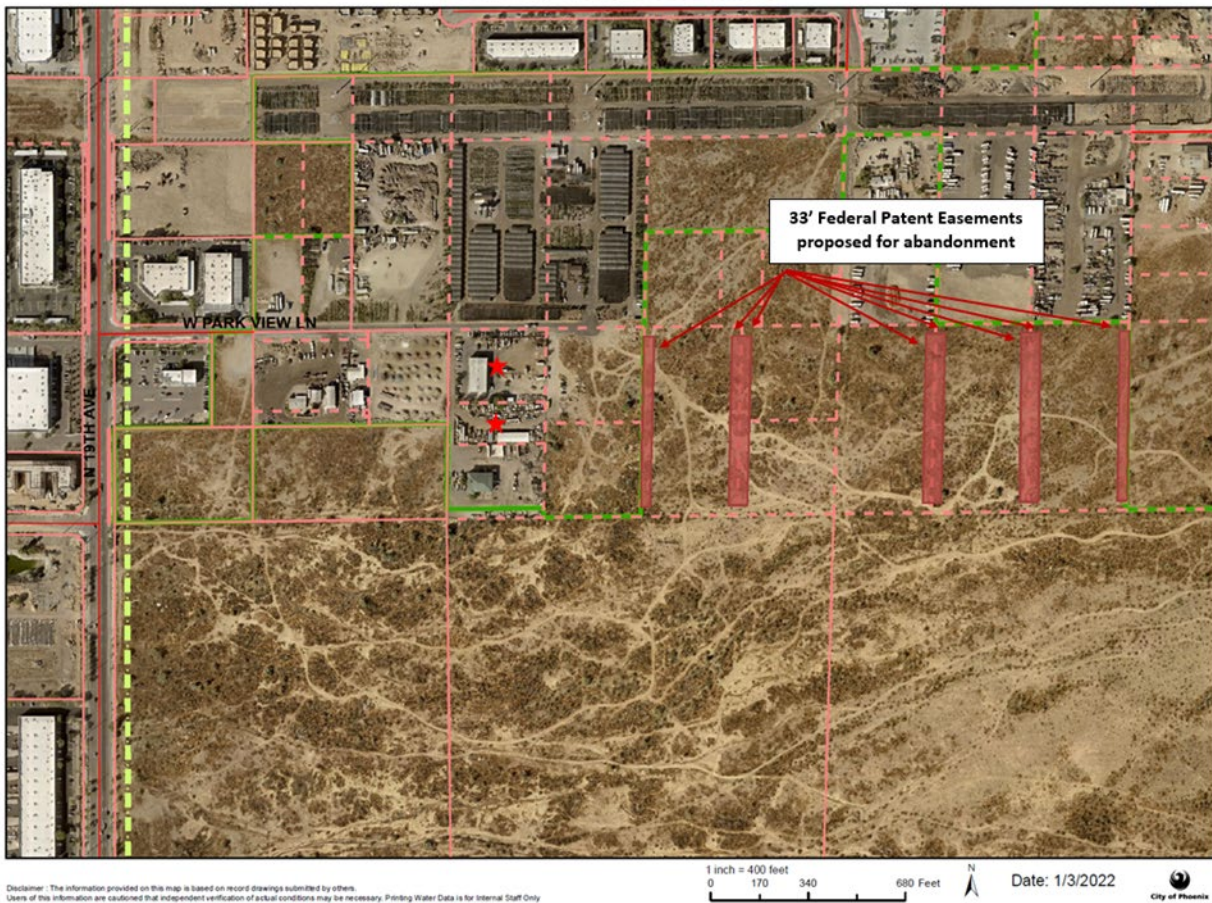 33' Federal Patent Easements
proposed for abandonment
W PARK VIEW LN
N 19TH AVE
1 inch = 400 feet
0 170 340 680 Feet
N
Date: 1/3/2022
City of Phoenix
Disclaimer : The information provided on this map is based on record drawings submitted by others.
Users of this information are cautioned that independent verification of actual conditions may be necessary. Printing Water Data is for Internal Staff Only